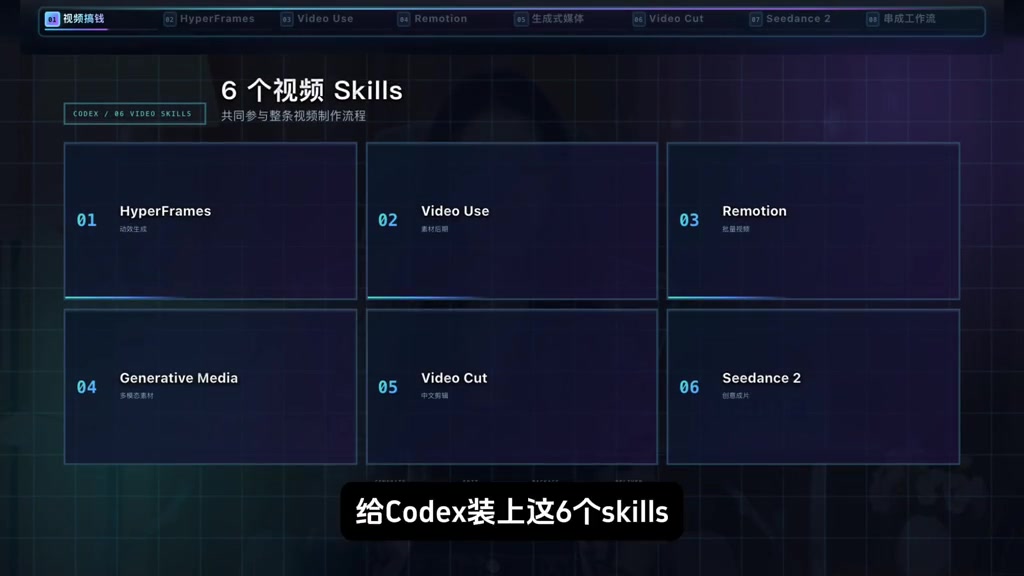 01 视频搞钱
02 HyperFrames
03 Video Use
04 Remotion
05 生成式媒体
06 Video Cut
07 Seedance 2
08 串成工作流
6 个视频 Skills
CODEX / 06 VIDEO SKILLS
共同参与整条视频制作流程
01
HyperFrames
动效生成
02
Video Use
素材后期
03
Remotion
批量视频
04
Generative Media
多模态素材
05
Video Cut
中文剪辑
06
Seedance 2
创意成片
给Codex装上这6个skills